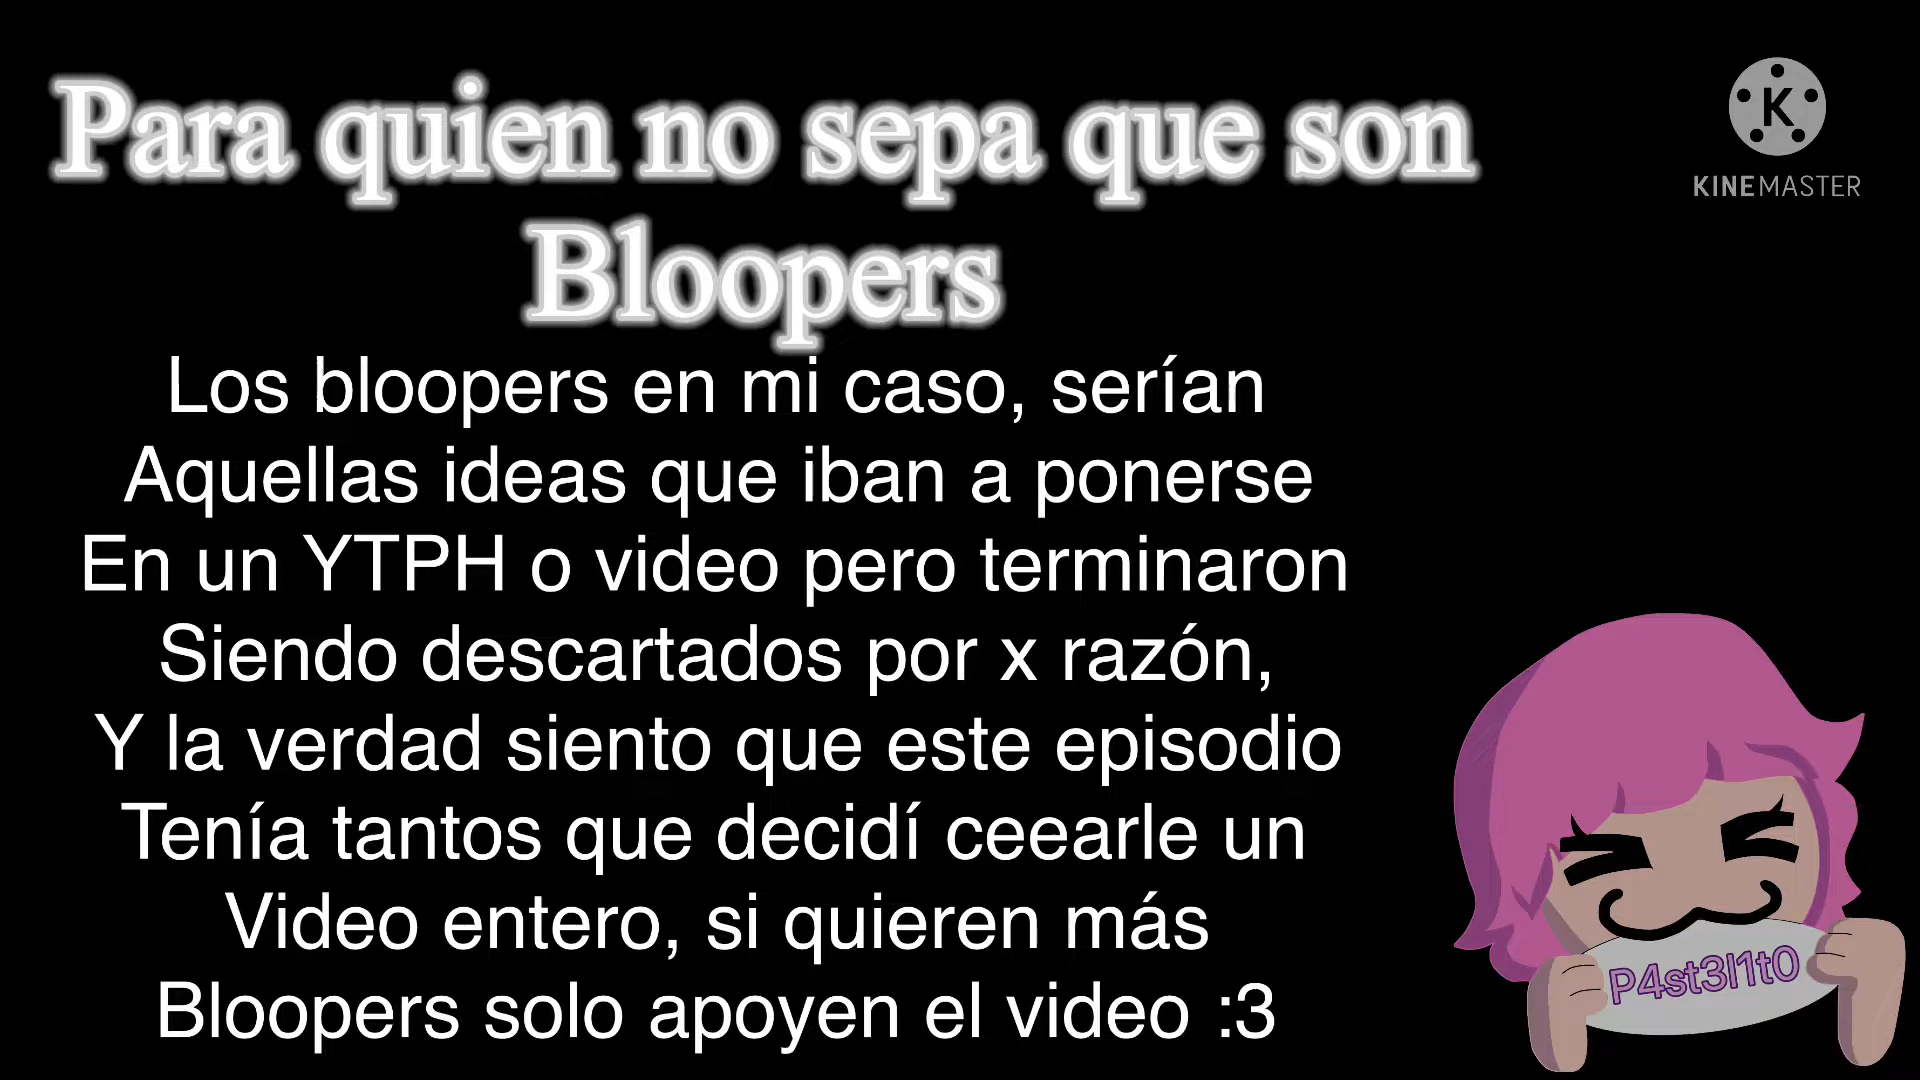 Para quien no sepa que son
Bloopers
KINEMASTER
Los bloopers en mi caso, serían
Aquellas ideas que iban a ponerse
En un YTPH o video pero terminaron
Siendo descartados por x razón,
Y la verdad siento que este episodio
Tenía tantos que decidí ceearle un
Video entero, si quieren más
Bloopers solo apoyen el video :3
P4st3l1t0